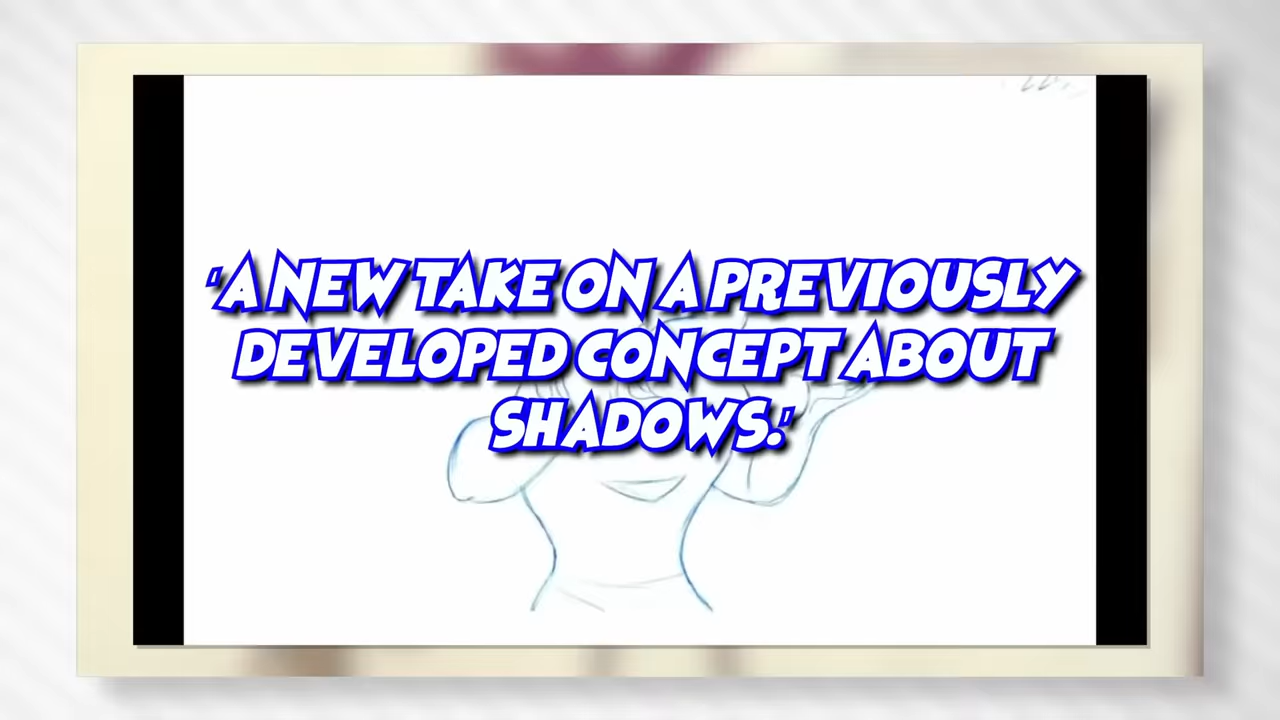 'A NEW TAKE ON A PREVIOUSLY
DEVELOPED CONCEPT ABOUT
SHADOWS.'